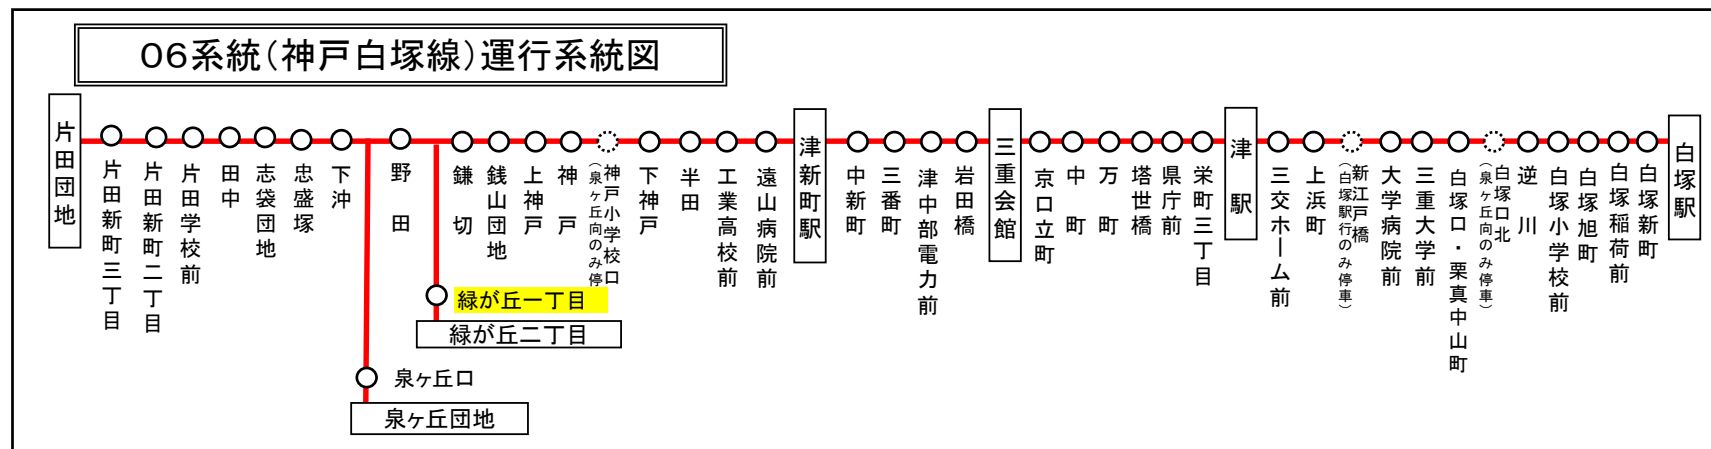 06系統(神戸白塚線)運行系統図
片田団地
片田新町三丁目
片田新町二丁目
片田学校前
田中
志袋団地
忠盛塚
下沖
野田
鎌切
銭山団地
上神戸
神戸
神戸小学校口
(泉ヶ丘向のみ停
下神戸
半田
工業高校前
遠山病院前
津新町駅
中新町
三番町
津中部電力前
岩田橋
三重会館
京口立町
中町
万町
塔世橋
県庁前
栄町三丁目
津駅
三交ホーム前
上浜町
新江戸橋
(白塚駅行のみ停車)
大学病院前
三重大学前
白塚口・栗真中山町
白塚口北
(泉ヶ丘向のみ停車)
逆川
白塚小学校前
白塚旭町
白塚稲荷前
白塚新町
白塚駅
緑が丘一丁目
緑が丘二丁目
泉ヶ丘口
泉ヶ丘団地